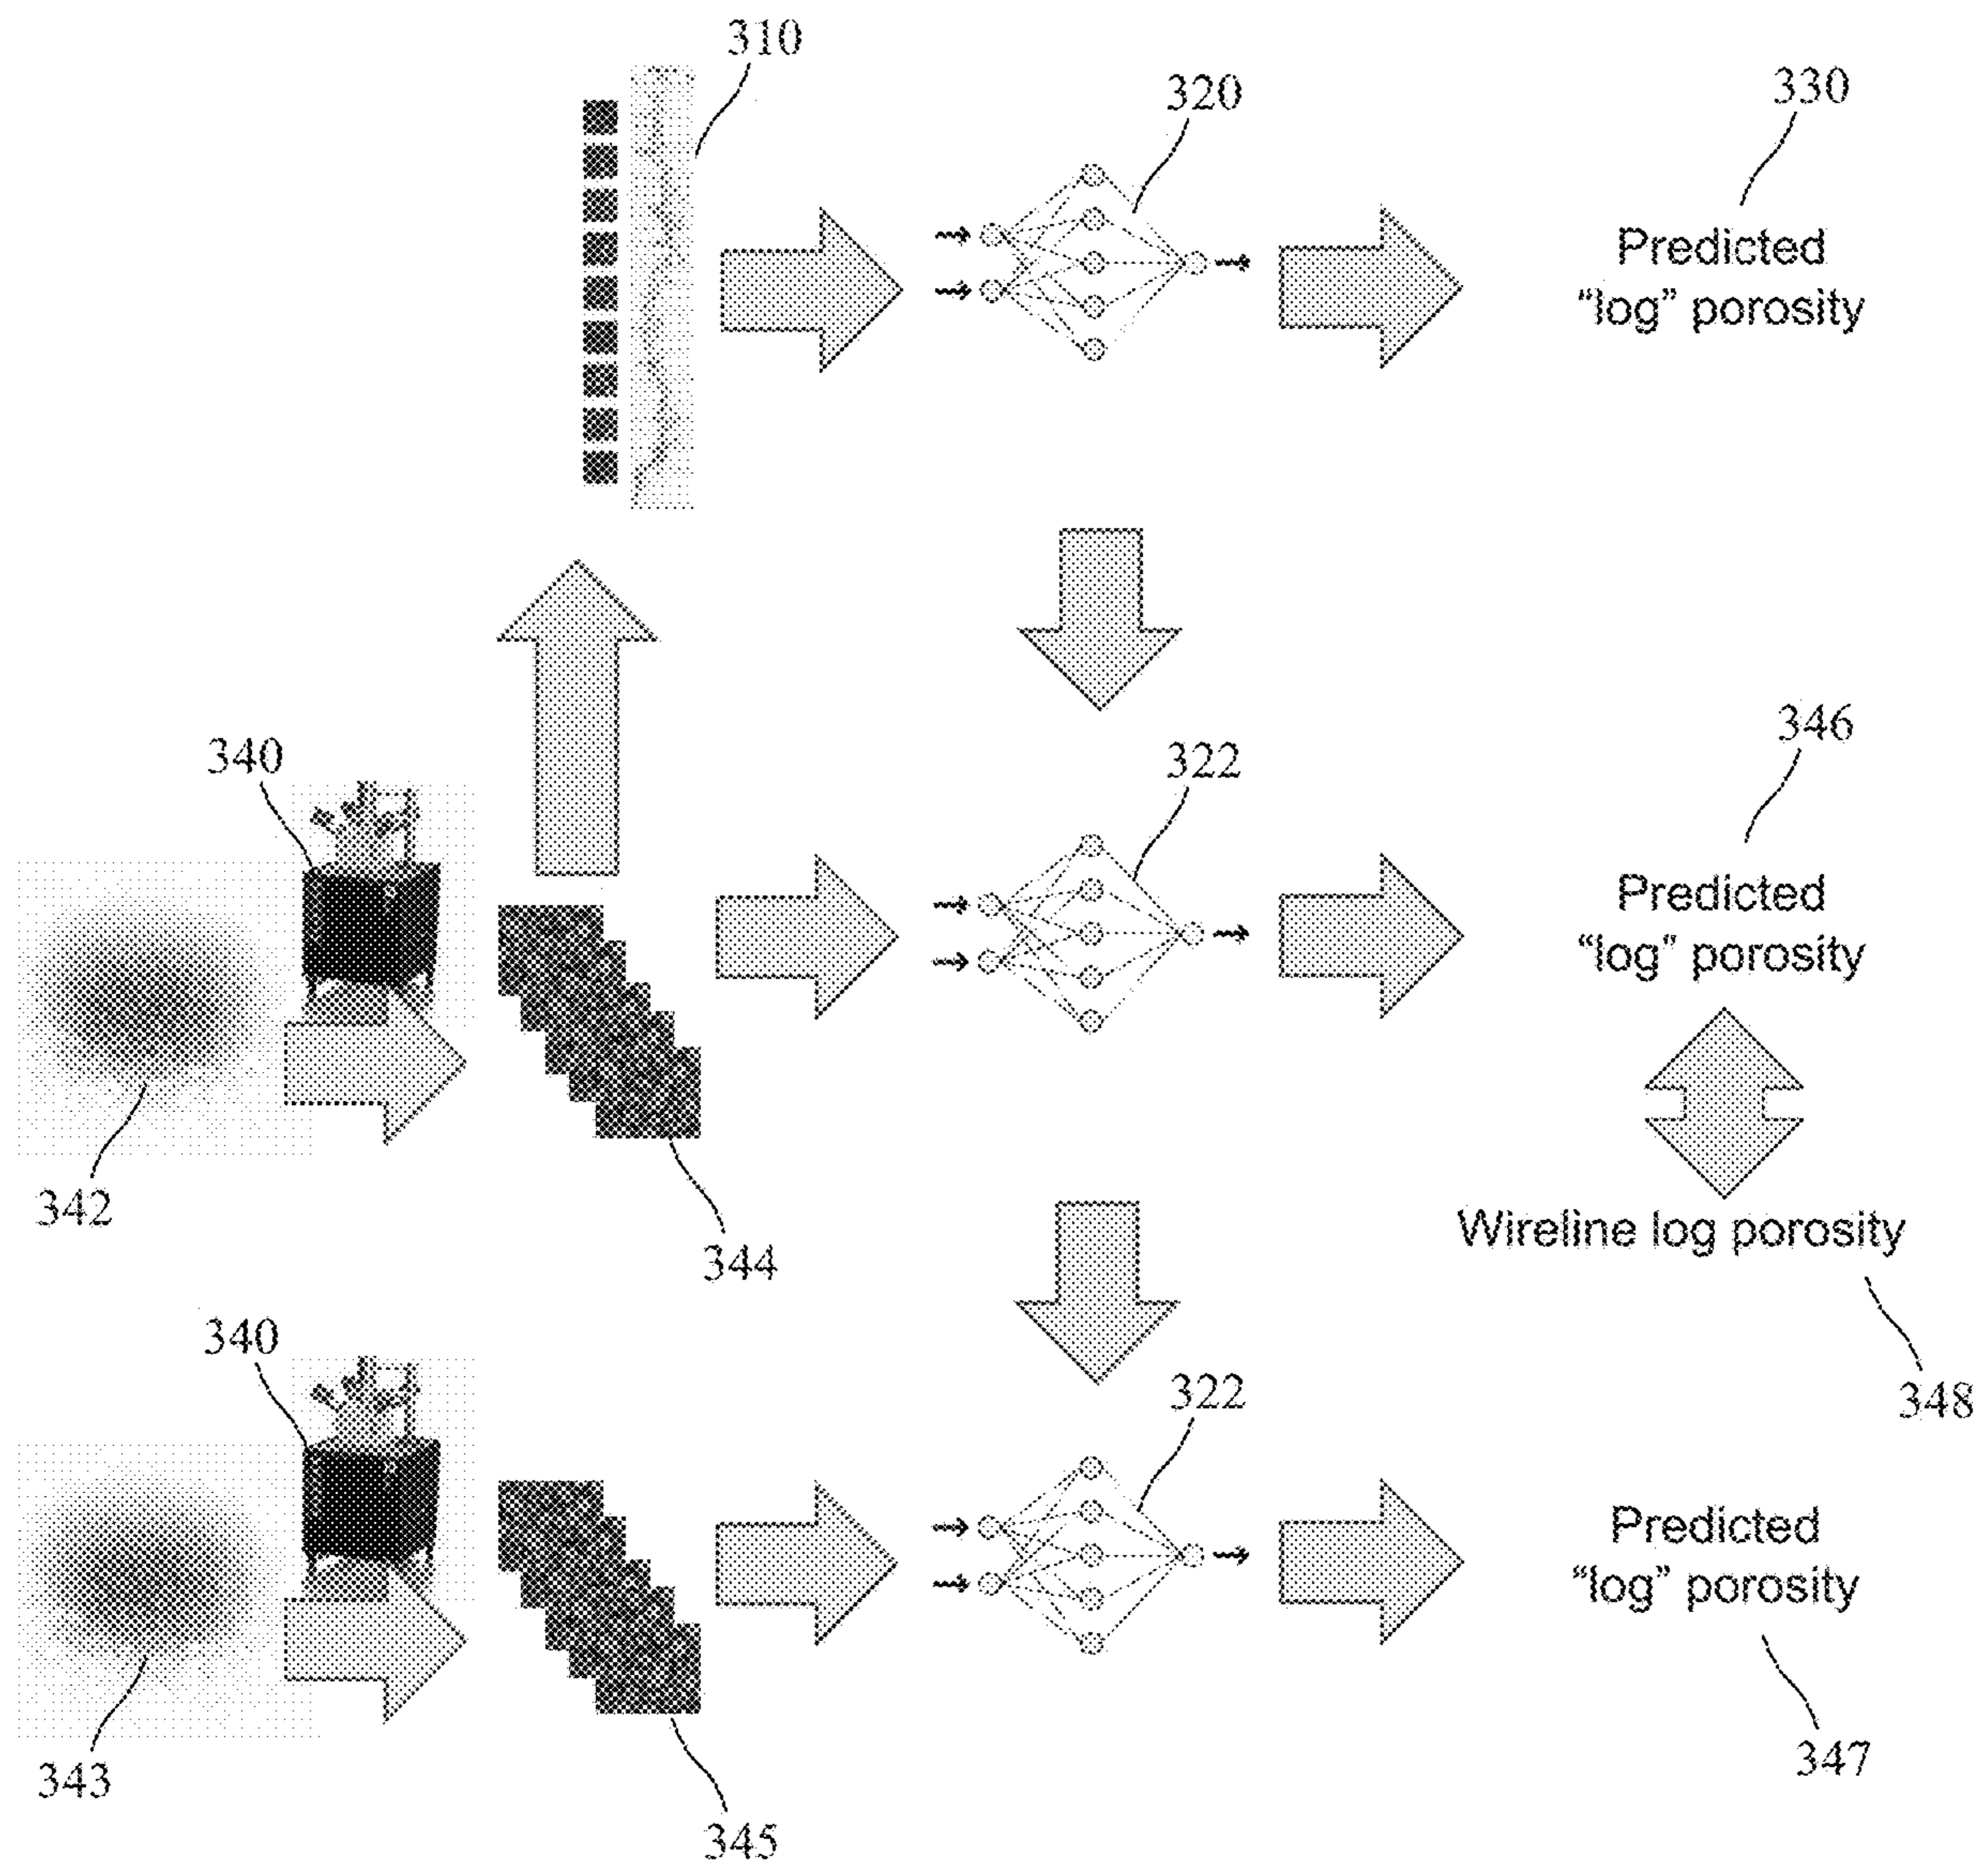 310
320
330
Predicted
“log” porosity
340
322
346
Predicted
“log” porosity
342
344
Wireline log porosity
348
340
322
Predicted
“log” porosity
343
345
347